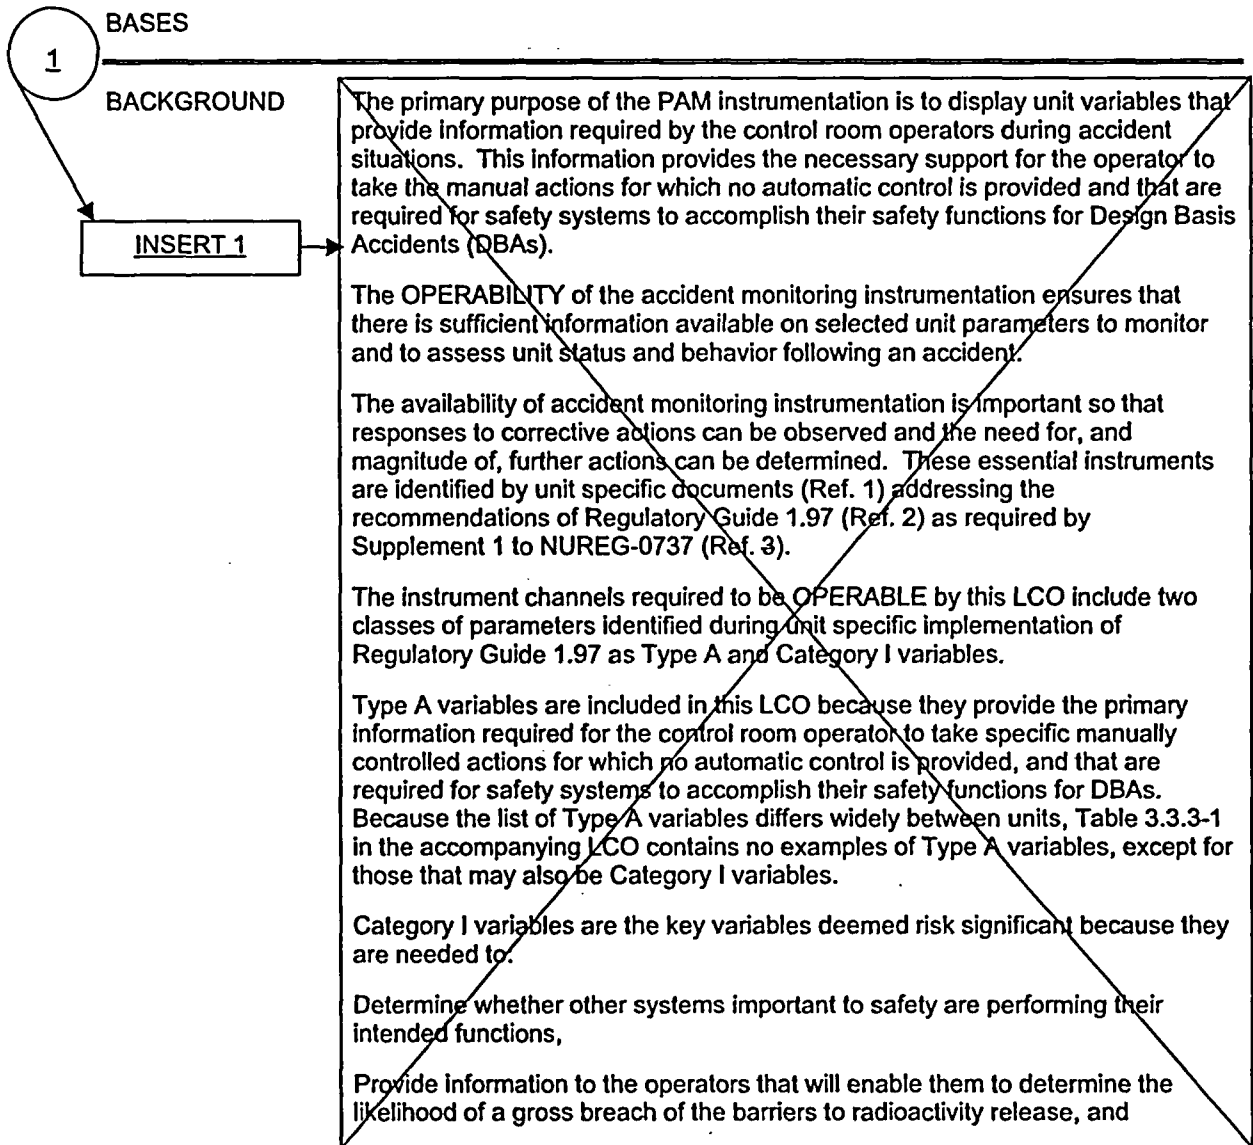 BASES
1
BACKGROUND
INSERT 1
The primary purpose of the PAM instrumentation is to display unit variables that
provide information required by the control room operators during accident
situations. This information provides the necessary support for the operator to
take the manual actions for which no automatic control is provided and that are
required for safety systems to accomplish their safety functions for Design Basis
Accidents (DBAs).
The OPERABILITY of the accident monitoring instrumentation ensures that
there is sufficient information available on selected unit parameters to monitor
and to assess unit status and behavior following an accident.
The availability of accident monitoring instrumentation is important so that
responses to corrective actions can be observed and the need for, and
magnitude of, further actions can be determined. These essential instruments
are identified by unit specific documents (Ref. 1) addressing the
recommendations of Regulatory Guide 1.97 (Ref. 2) as required by
Supplement 1 to NUREG-0737 (Ref. 3).
The instrument channels required to be OPERABLE by this LCO include two
classes of parameters identified during unit specific implementation of
Regulatory Guide 1.97 as Type A and Category I variables.
Type A variables are included in this LCO because they provide the primary
information required for the control room operator to take specific manually
controlled actions for which no automatic control is provided, and that are
required for safety systems to accomplish their safety functions for DBAs.
Because the list of Type A variables differs widely between units, Table 3.3.3-1
in the accompanying LCO contains no examples of Type A variables, except for
those that may also be Category I variables.
Category I variables are the key variables deemed risk significant because they
are needed to:
Determine whether other systems important to safety are performing their
intended functions,
Provide information to the operators that will enable them to determine the
likelihood of a gross breach of the barriers to radioactivity release, and